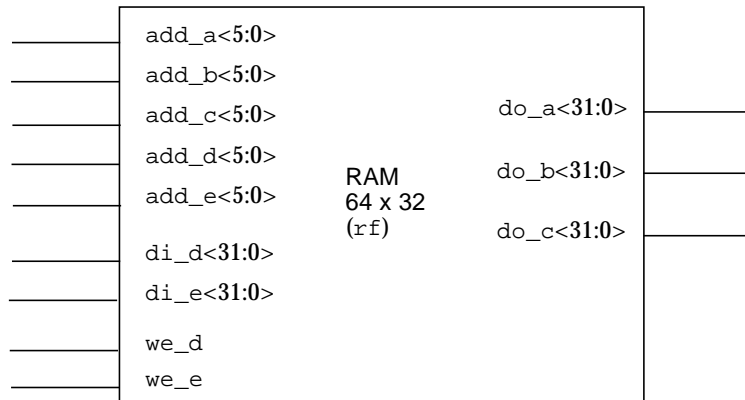 add_a<5:0>
add_b<5:0>
add_c<5:0>
add_d<5:0>
add_e<5:0>
di_d<31:0>
di_e<31:0>
we_d
we_e
RAM
64 x 32
(rf)
do_a<31:0>
do_b<31:0>
do_c<31:0>